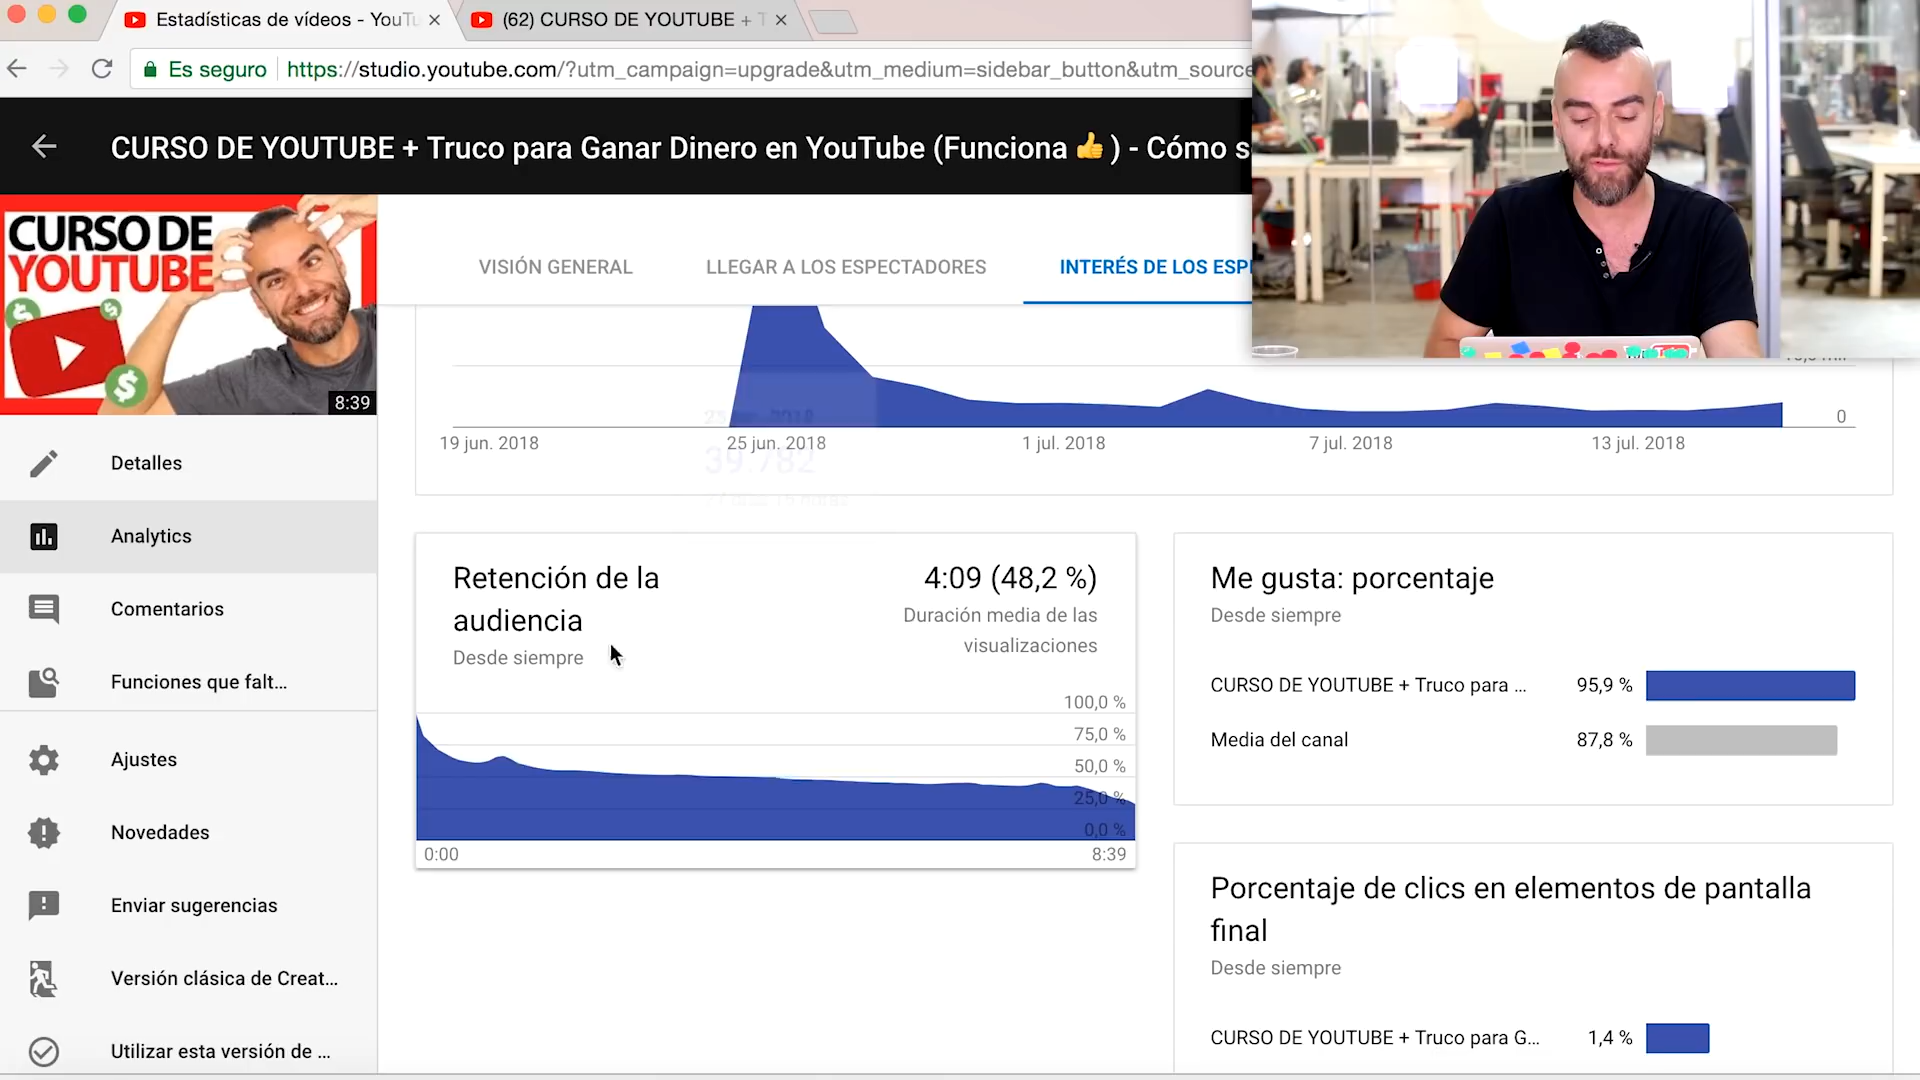 Estadísticas de vídeos - YouTu
(62) CURSO DE YOUTUBE + T
Es seguro
https://studio.youtube.com/?utm_campaign=upgrade&utm_medium=sidebar_button&utm_source
CURSO DE YOUTUBE + Truco para Ganar Dinero en YouTube (Funciona 👍 ) - Cómo s
CURSO DE
YOUTUBE
8:39
VISIÓN GENERAL
LLEGAR A LOS ESPECTADORES
INTERÉS DE LOS ESP
0
19 jun. 2018
25 jun. 2018
1 jul. 2018
7 jul. 2018
13 jul. 2018
39.782
Detalles
Analytics
Comentarios
Funciones que falt...
Ajustes
Novedades
Enviar sugerencias
Versión clásica de Creat...
Utilizar esta versión de ...
Retención de la
audiencia
Desde siempre
4:09 (48,2 %)
Duración media de las
visualizaciones
100,0 %
75,0 %
50,0 %
25,0 %
0,0 %
0:00
8:39
Me gusta: porcentaje
Desde siempre
CURSO DE YOUTUBE + Truco para ...
95,9 %
Media del canal
87,8 %
Porcentaje de clics en elementos de pantalla
final
Desde siempre
CURSO DE YOUTUBE + Truco para G...
1,4 %